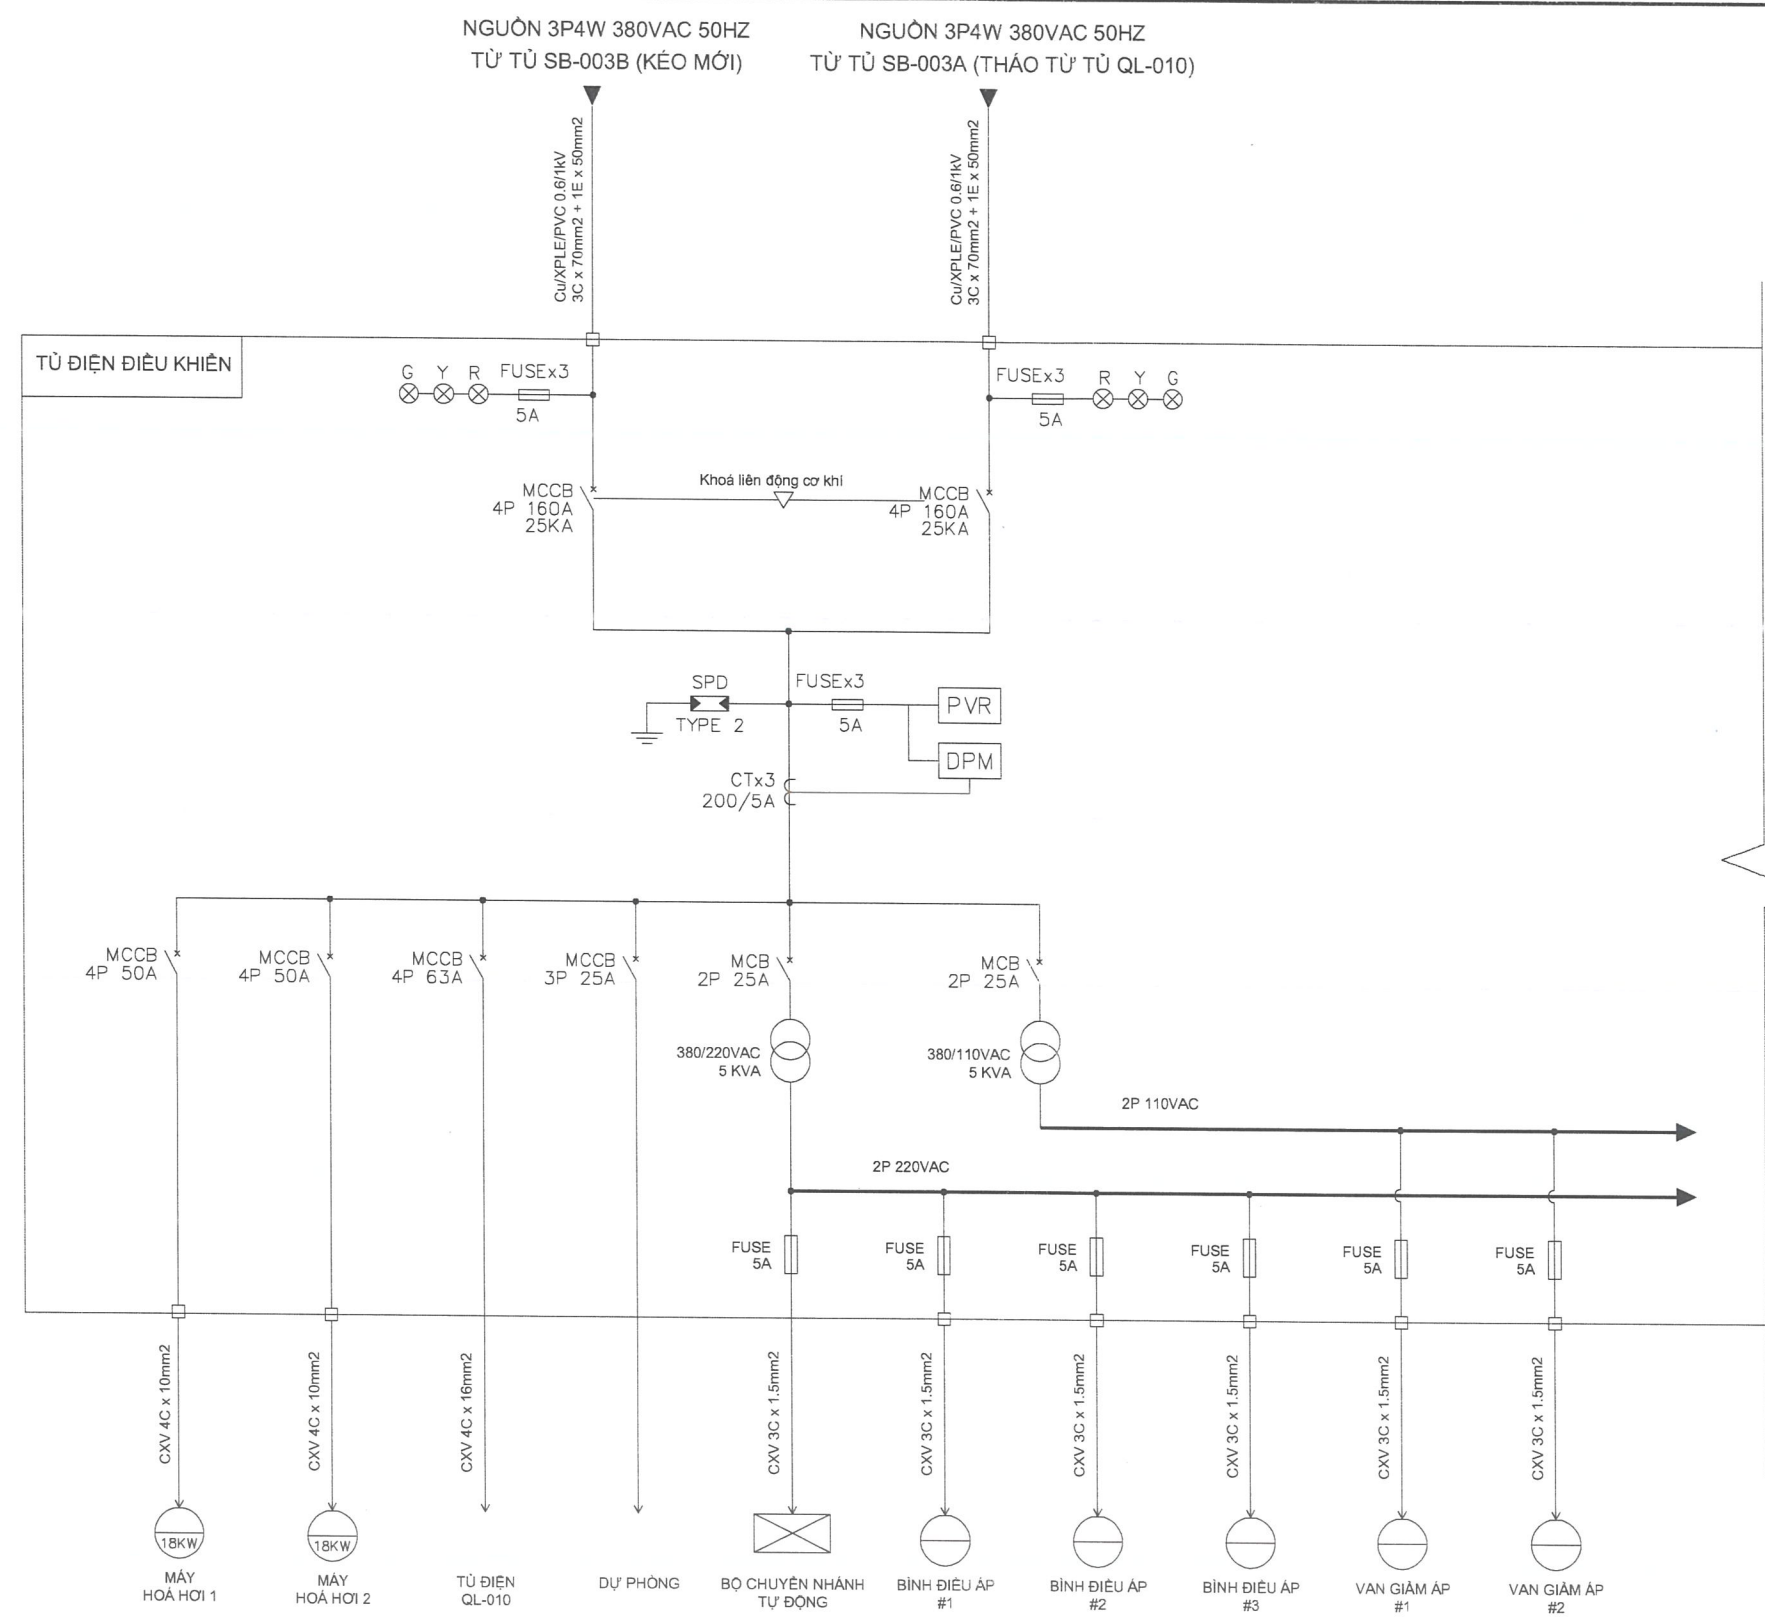 NGUỒN 3P4W 380VAC 50HZ
TỪ TỦ SB-003B (KÉO MỚI)
NGUỒN 3P4W 380VAC 50HZ
TỪ TỦ SB-003A (THÁO TỪ TỦ QL-010)
Cu/XPLE/PVC 0.6/1kV
3C x 70mm2 + 1E x 50mm2
Cu/XPLE/PVC 0.6/1kV
3C x 70mm2 + 1E x 50mm2
TỦ ĐIỆN ĐIỀU KHIỂN
G Y R FUSEx3
5A
FUSEx3 R Y G
5A
MCCB
4P 160A
25KA
Khoá liên động cơ khí
MCCB
4P 160A
25KA
SPD
TYPE 2
FUSEx3
5A
PVR
DPM
CTx3
200/5A
MCCB
4P 50A
MCCB
4P 50A
MCCB
4P 63A
MCCB
3P 25A
MCB
2P 25A
MCB
2P 25A
380/220VAC
5 KVA
380/110VAC
5 KVA
2P 110VAC
2P 220VAC
FUSE
5A
FUSE
5A
FUSE
5A
FUSE
5A
FUSE
5A
FUSE
5A
CXV 4C x 10mm2
CXV 4C x 10mm2
CXV 4C x 16mm2
CXV 3C x 1.5mm2
CXV 3C x 1.5mm2
CXV 3C x 1.5mm2
CXV 3C x 1.5mm2
CXV 3C x 1.5mm2
CXV 3C x 1.5mm2
18KW
18KW
MÁY
HOÁ HƠI 1
MÁY
HOÁ HƠI 2
TỦ ĐIỆN
QL-010
DỰ PHÒNG
BỘ CHUYỂN NHÁNH
TỰ ĐỘNG
BÌNH ĐIỀU ÁP
#1
BÌNH ĐIỀU ÁP
#2
BÌNH ĐIỀU ÁP
#3
VAN GIẢM ÁP
#1
VAN GIẢM ÁP
#2